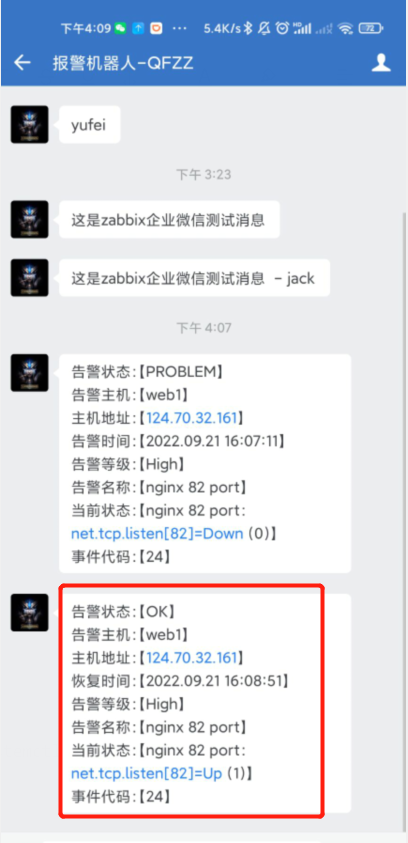 下午4:09 ··· 5.4K/s HD 72
报警机器人-QFZZ
yufei
下午 3:23
这是zabbix企业微信测试消息
这是zabbix企业微信测试消息 - jack
下午 4:07
告警状态:【PROBLEM】
告警主机:【web1】
主机地址:【124.70.32.161】
告警时间:【2022.09.21 16:07:11】
告警等级:【High】
告警名称:【nginx 82 port】
当前状态:【nginx 82 port:
net.tcp.listen[82]=Down (0)】
事件代码:【24】
告警状态:【OK】
告警主机:【web1】
主机地址:【124.70.32.161】
恢复时间:【2022.09.21 16:08:51】
告警等级:【High】
告警名称:【nginx 82 port】
当前状态:【nginx 82 port:
net.tcp.listen[82]=Up (1)】
事件代码:【24】